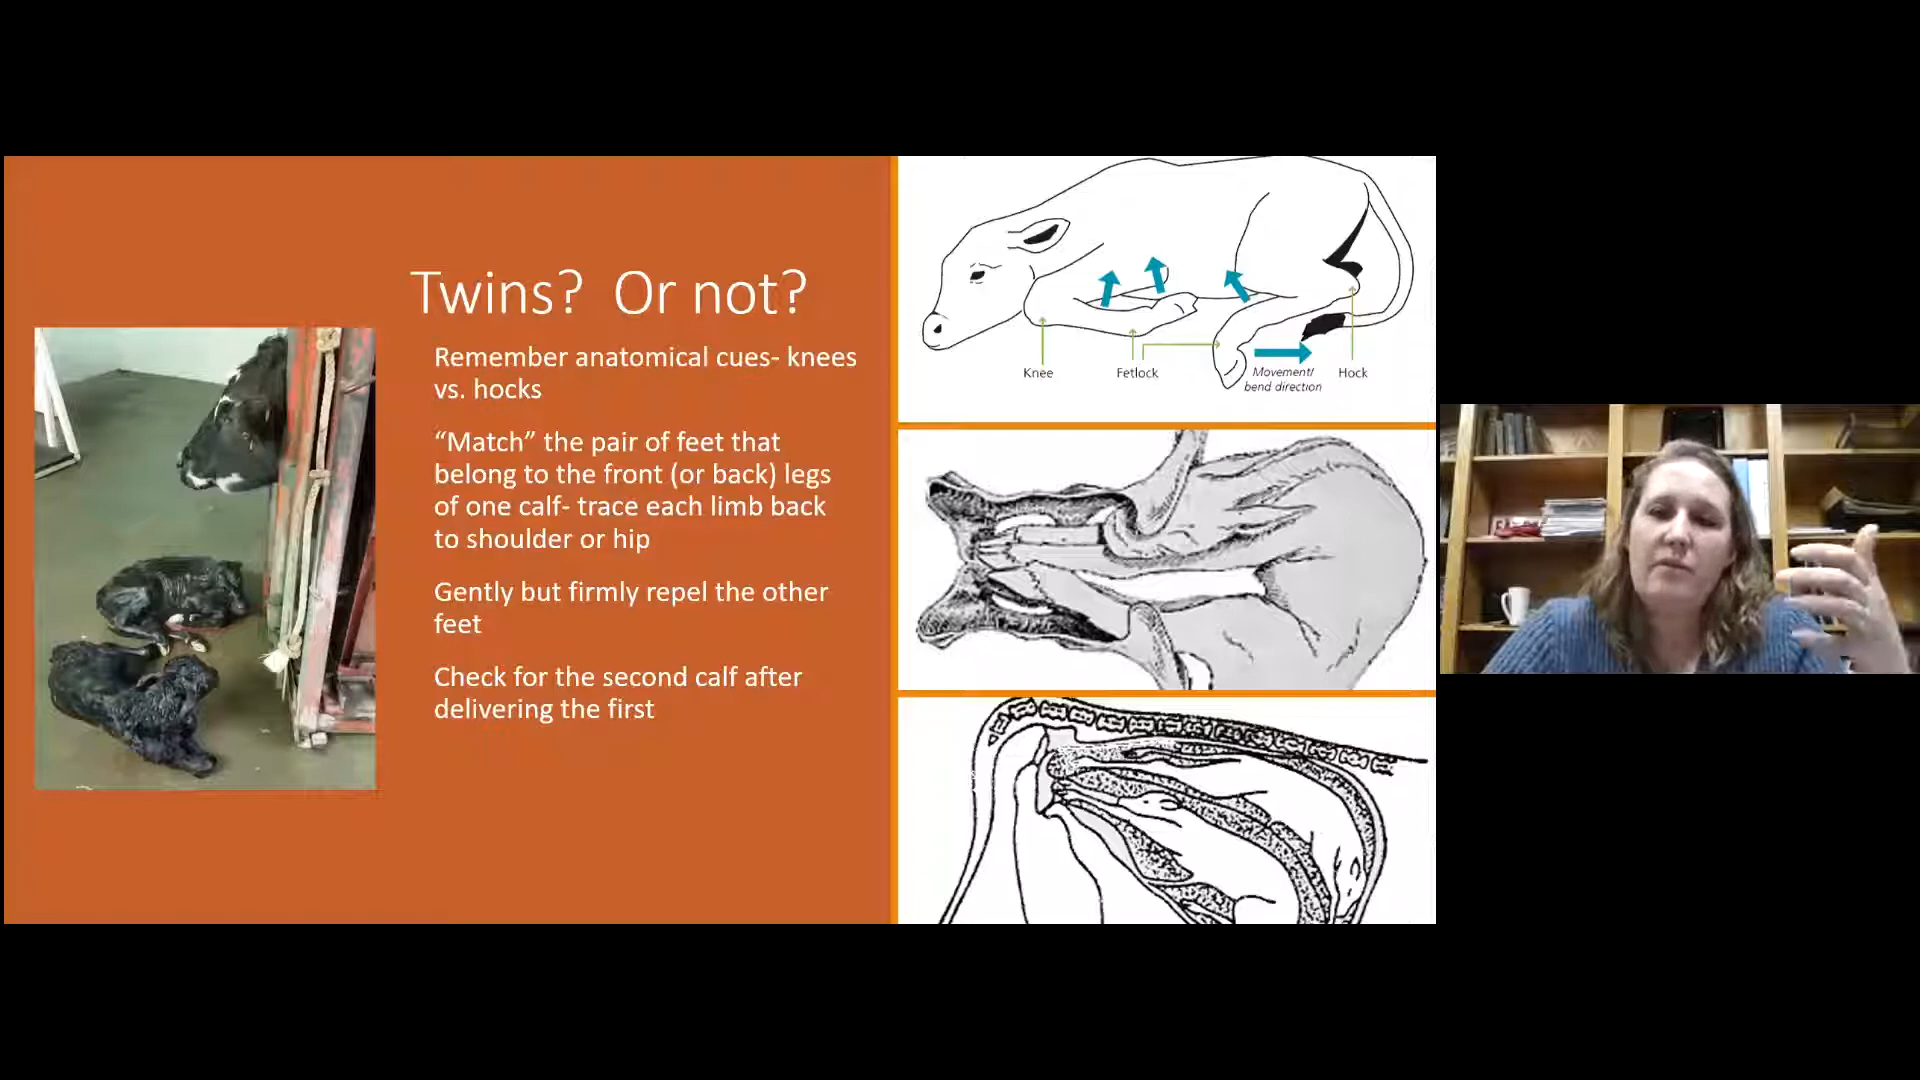 Twins?  Or not?
Remember anatomical cues- knees
vs. hocks
“Match” the pair of feet that
belong to the front (or back) legs
of one calf- trace each limb back
to shoulder or hip
Gently but firmly repel the other
feet
Check for the second calf after
delivering the first
Knee
Fetlock
Movement/
bend direction
Hock